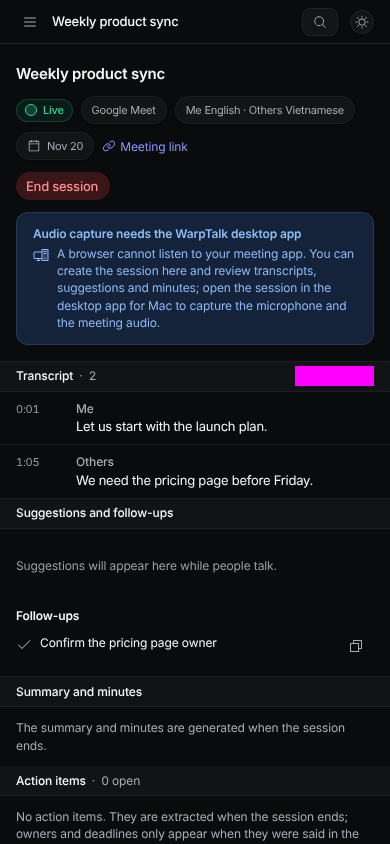 Weekly product sync
Weekly product sync
Live
Google Meet
Me English · Others Vietnamese
Nov 20
Meeting link
End session
Audio capture needs the WarpTalk desktop app
A browser cannot listen to your meeting app. You can
create the session here and review transcripts,
suggestions and minutes; open the session in the
desktop app for Mac to capture the microphone and
the meeting audio.
Transcript · 2
0:01 Me
Let us start with the launch plan.
1:05 Others
We need the pricing page before Friday.
Suggestions and follow-ups
Suggestions will appear here while people talk.
Follow-ups
Confirm the pricing page owner
Summary and minutes
The summary and minutes are generated when the session
ends.
Action items · 0 open
No action items. They are extracted when the session ends;
owners and deadlines only appear when they were said in the